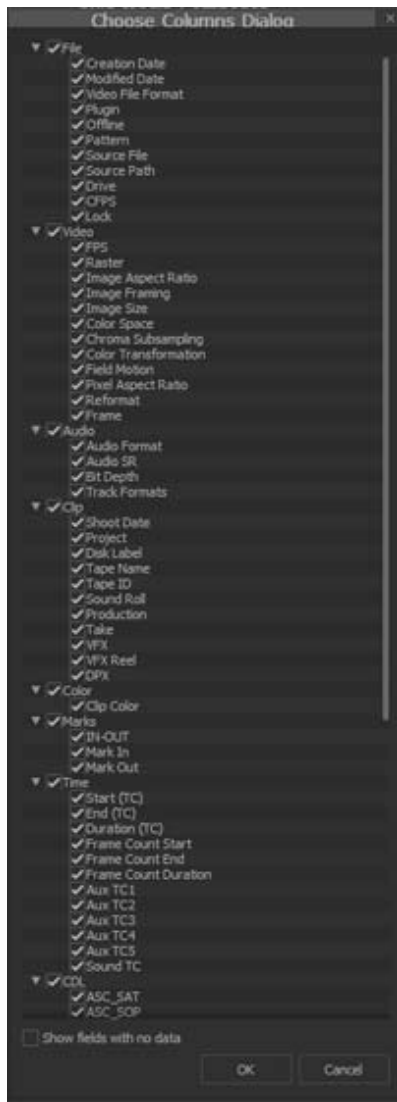 Choose Columns Dialog
File
Creation Date
Modified Date
Video File Format
Plugin
Offline
Pattern
Source File
Source Path
Drive
CFPS
Lock
Video
FPS
Raster
Image Aspect Ratio
Image Framing
Image Size
Color Space
Chroma Subsampling
Color Transformation
Field Motion
Pixel Aspect Ratio
Reformat
Frame
Audio
Audio Format
Audio SR
Bit Depth
Track Formats
Clip
Shoot Date
Project
Disk Label
Tape Name
Tape ID
Sound Roll
Production
Take
VFX
VFX Reel
DPX
Color
Clip Color
Marks
IN-OUT
Mark In
Mark Out
Time
Start (TC)
End (TC)
Duration (TC)
Frame Count Start
Frame Count End
Frame Count Duration
Aux TC1
Aux TC2
Aux TC3
Aux TC4
Aux TC5
Sound TC
CDL
ASC_SAT
ASC_SOP
Show fields with no data
OK Cancel